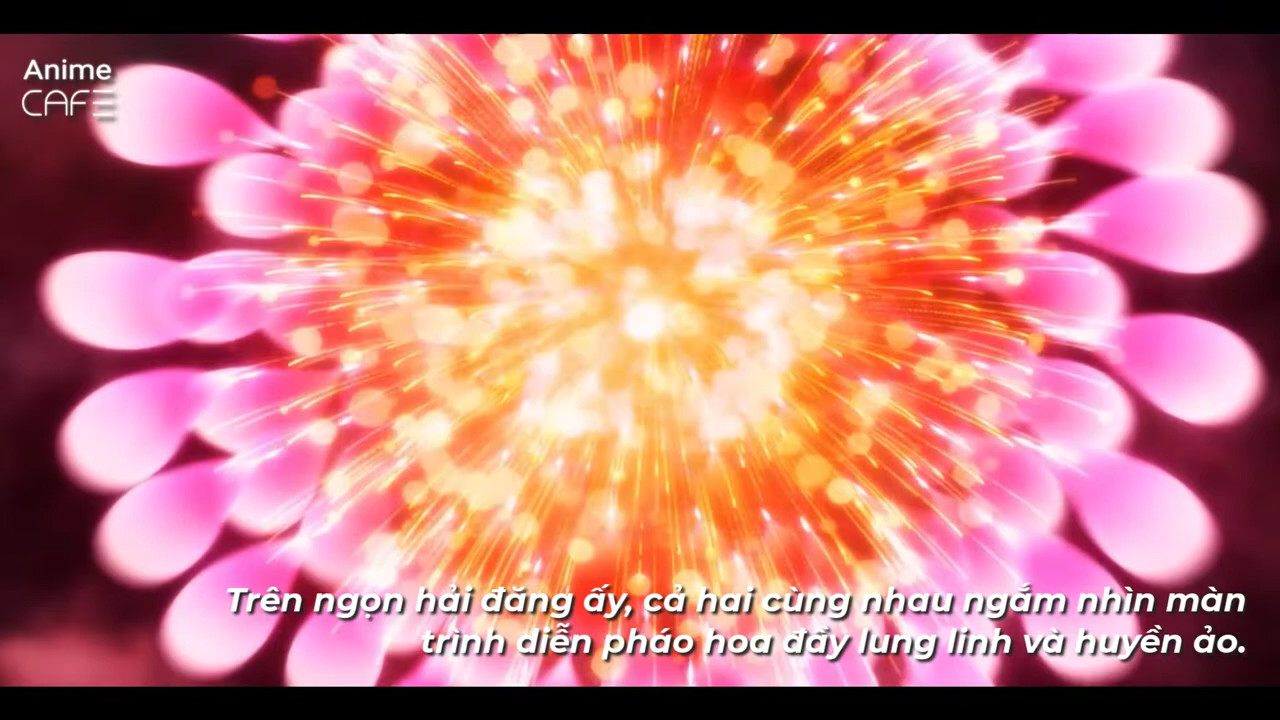 Anime
CAFE
Trên ngọn hải đăng ấy, cả hai cùng nhau ngắm nhìn màn
trình diễn pháo hoa đầy lung linh và huyền ảo.